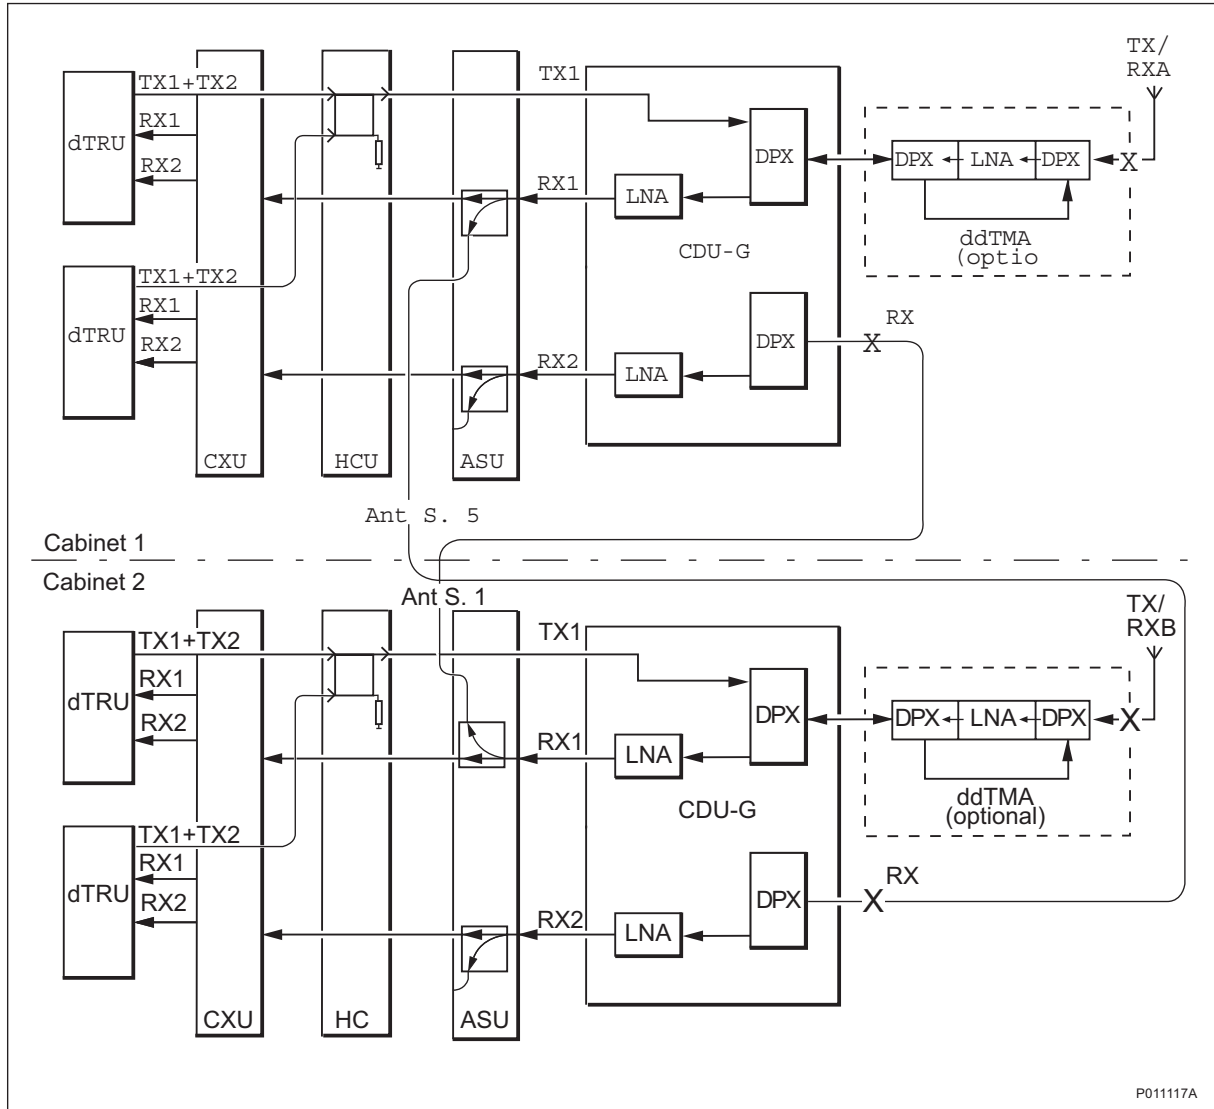 TX/
RXA
TX1
TX1+TX2
RX1
dTRU
RX2
DPX
DPX LNA DPX X
RX1
LNA
ddTMA
(optio
CDU-G
TX1+TX2
RX1
dTRU
RX2
RX
DPX
X
RX2
LNA
CXU
HCU
ASU
Ant S. 5
Cabinet 1
Cabinet 2
Ant S. 1
TX/
RXB
TX1
TX1+TX2
RX1
dTRU
RX2
DPX
DPX LNA DPX X
RX1
LNA
ddTMA
(optional)
CDU-G
TX1+TX2
RX1
dTRU
RX2
RX
DPX
X
RX2
LNA
CXU
HC
ASU
P011117A